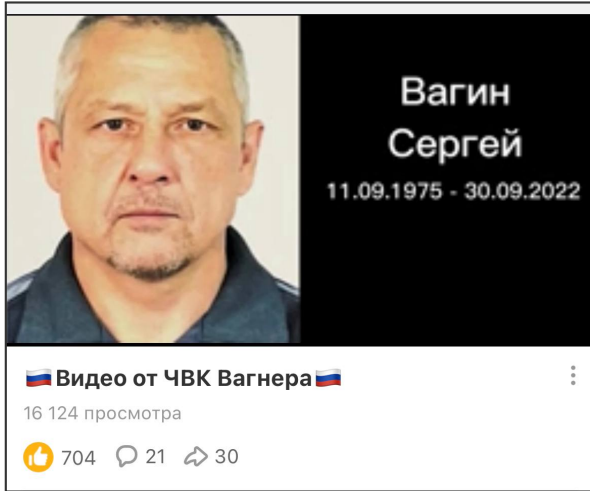 Вагин
Сергей
11.09.1975 - 30.09.2022
🇷🇺Видео от ЧВК Вагнера🇷🇺
16 124 просмотра
704 21 30